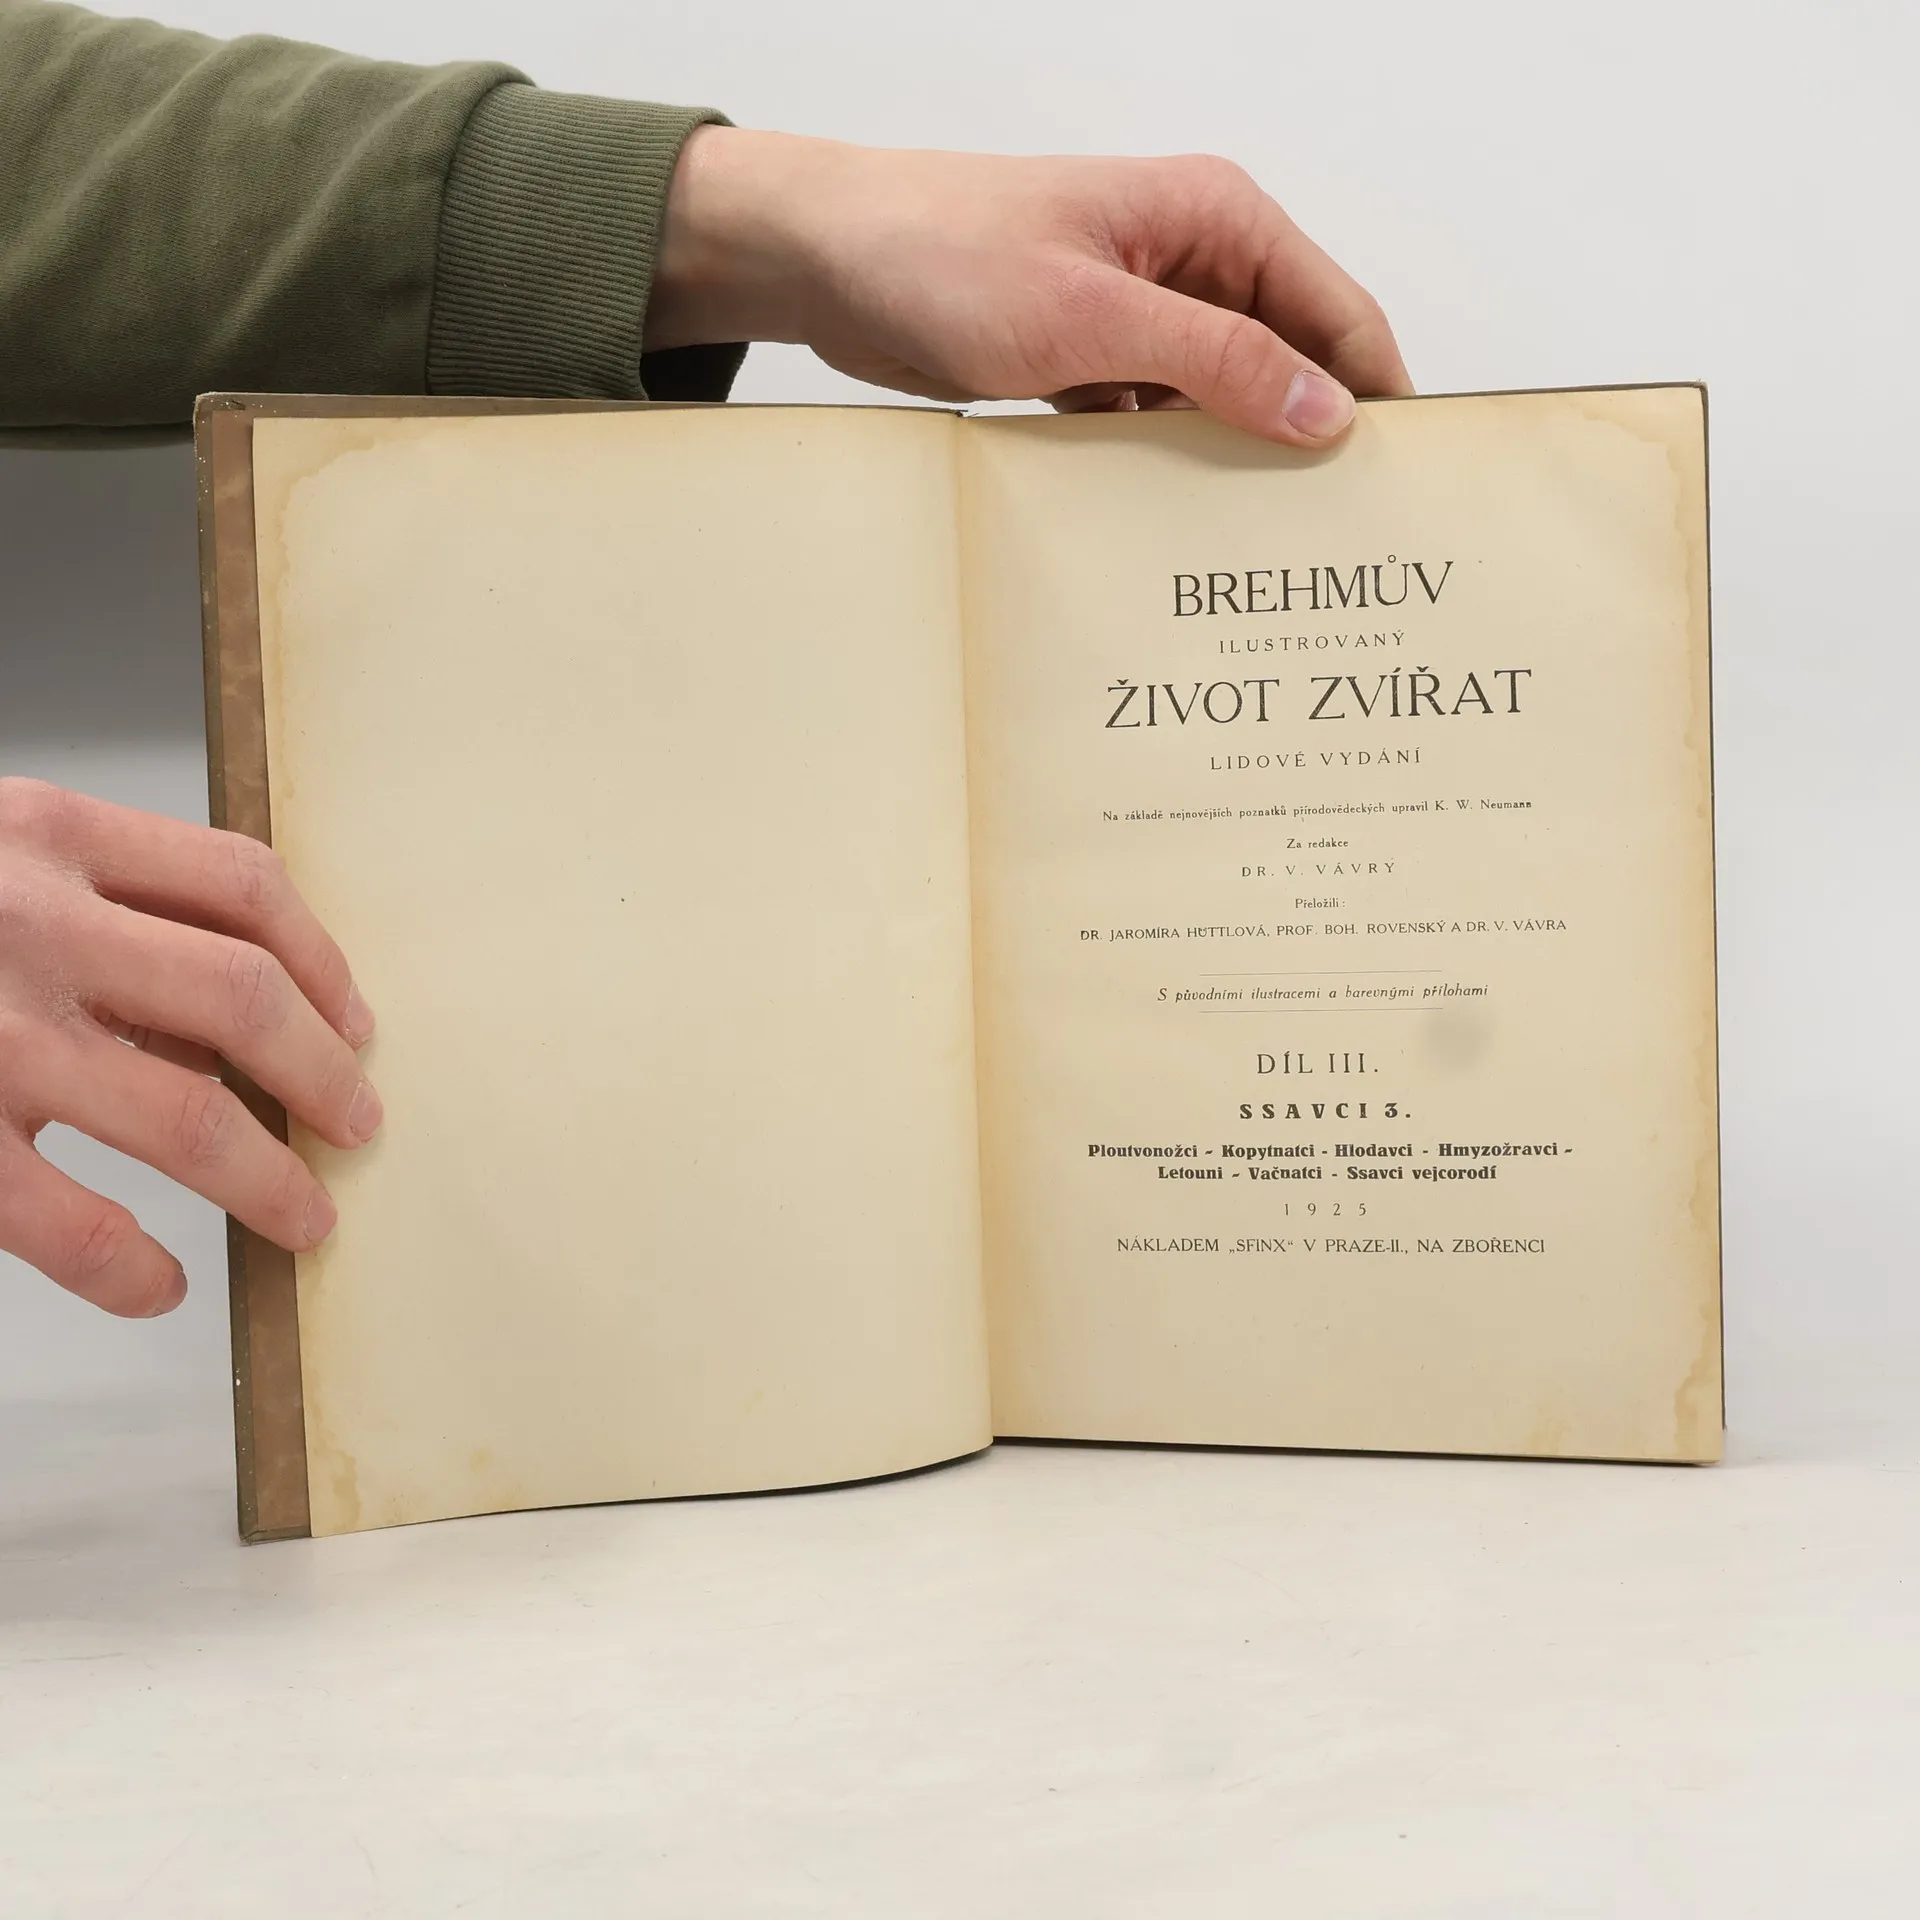 BREHMŮV
ILUSTROVANÝ
ŽIVOT ZVÍŘAT
LIDOVÉ VYDÁNÍ
Na základě nejnovějších poznatků přírodovědeckých upravil K. W. Neumann
Za redakce
DR. V. VÁVRY
Přeložili:
DR. JAROMÍRA HÜTTLOVÁ, PROF. BOH. ROVENSKÝ A DR. V. VÁVRA
S původními ilustracemi a barevnými přílohami
DÍL III.
SSAVCI 3.
Ploutvonožci - Kopytnatci - Hlodavci - Hmyzožravci -
Letouni - Vačnatci - Ssavci vejcorodí
1925
NÁKLADEM „SFINX“ V PRAZE-II., NA ZBOŘENCI